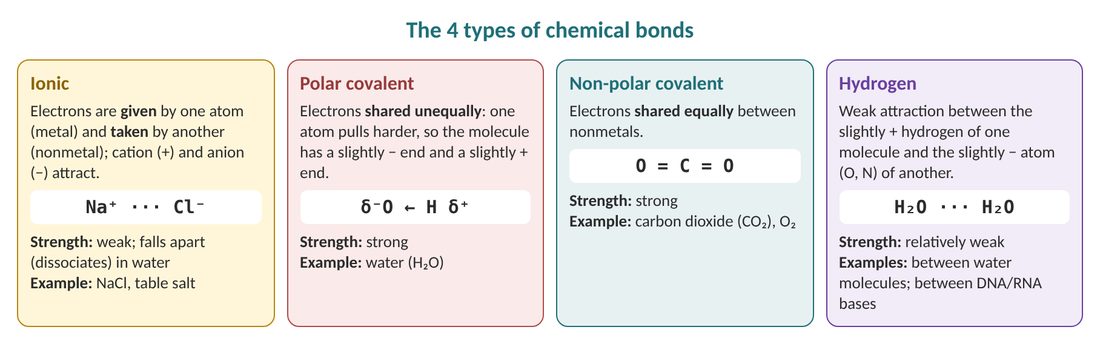 The 4 types of chemical bonds
Ionic
Electrons are given by one atom
(metal) and taken by another
(nonmetal); cation (+) and anion
(−) attract.
Na⁺ ··· Cl⁻
Strength: weak; falls apart
(dissociates) in water
Example: NaCl, table salt
Polar covalent
Electrons shared unequally: one
atom pulls harder, so the molecule
has a slightly − end and a slightly +
end.
δ⁻O ← H δ⁺
Strength: strong
Example: water (H₂O)
Non-polar covalent
Electrons shared equally between
nonmetals.
O = C = O
Strength: strong
Example: carbon dioxide (CO₂), O₂
Hydrogen
Weak attraction between the
slightly + hydrogen of one
molecule and the slightly − atom
(O, N) of another.
H₂O ··· H₂O
Strength: relatively weak
Examples: between water
molecules; between DNA/RNA
bases